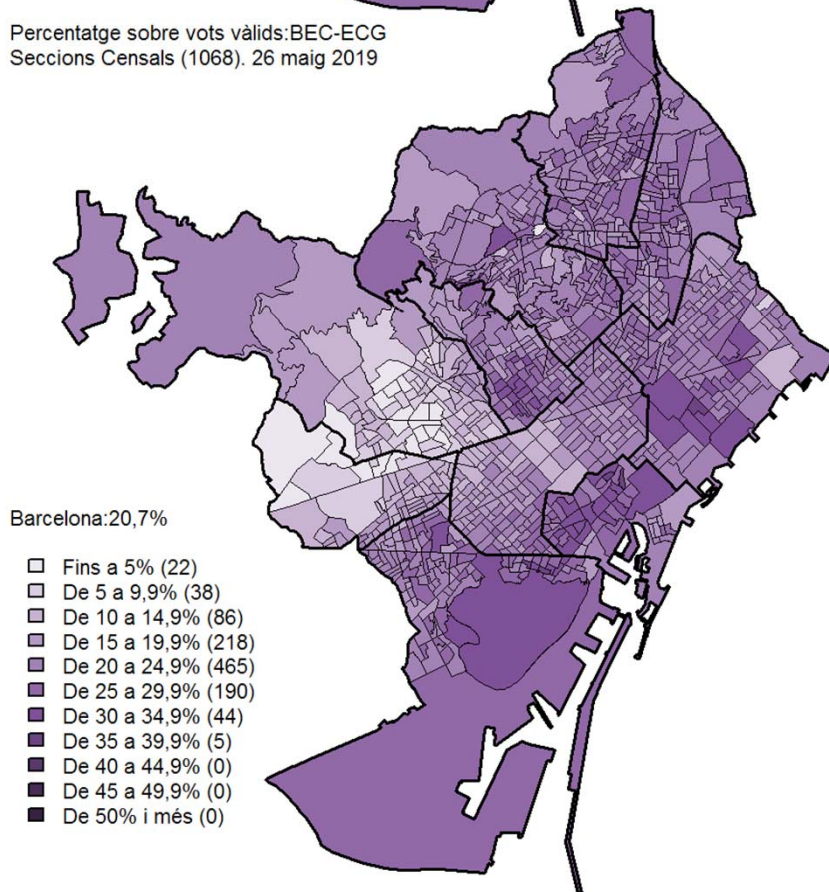 Percentatge sobre vots vàlids:BEC-ECG
Seccions Censals (1068). 26 maig 2019
Barcelona:20,7%
Fins a 5% (22)
De 5 a 9,9% (38)
De 10 a 14,9% (86)
De 15 a 19,9% (218)
De 20 a 24,9% (465)
De 25 a 29,9% (190)
De 30 a 34,9% (44)
De 35 a 39,9% (5)
De 40 a 44,9% (0)
De 45 a 49,9% (0)
De 50% i més (0)